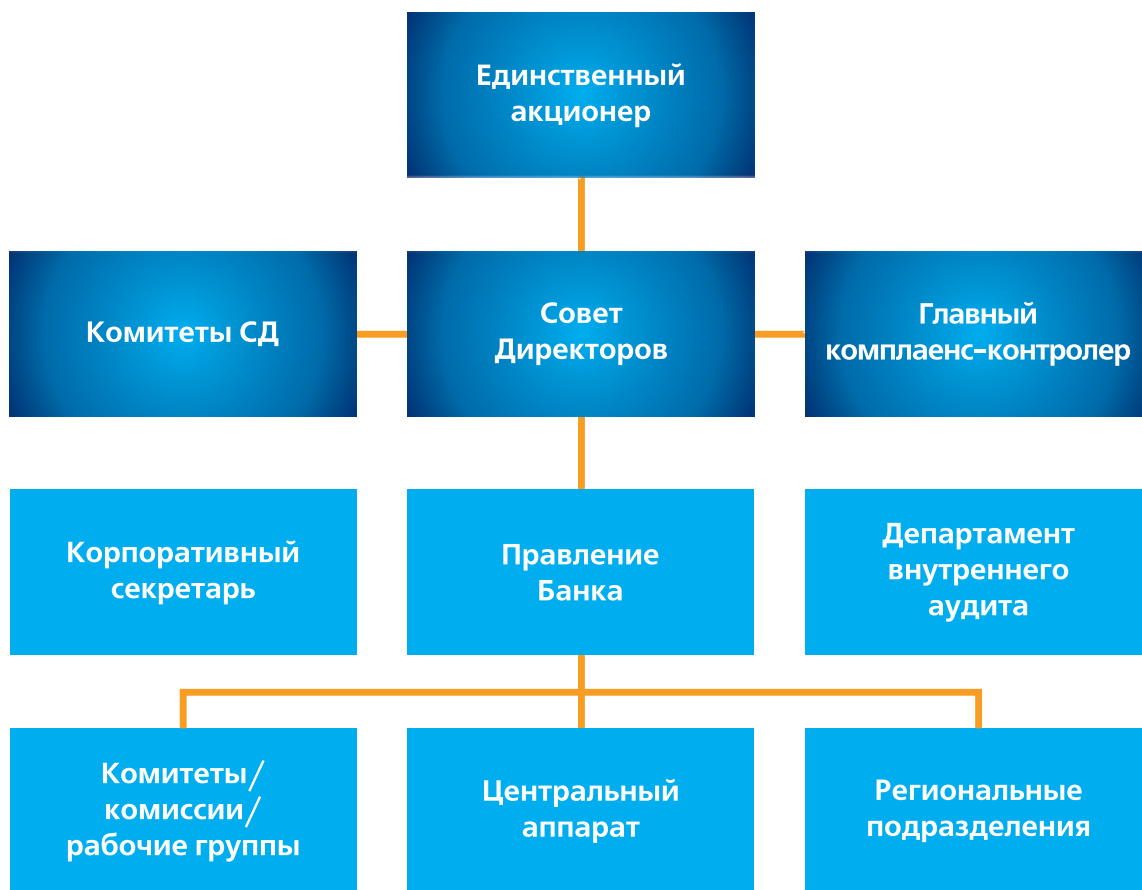 Единственный
акционер
Комитеты СД
Совет
Директоров
Главный
комплаенс-контролер
Корпоративный
секретарь
Правление
Банка
Департамент
внутреннего
аудита
Комитеты/
комиссии/
рабочие группы
Центральный
аппарат
Региональные
подразделения